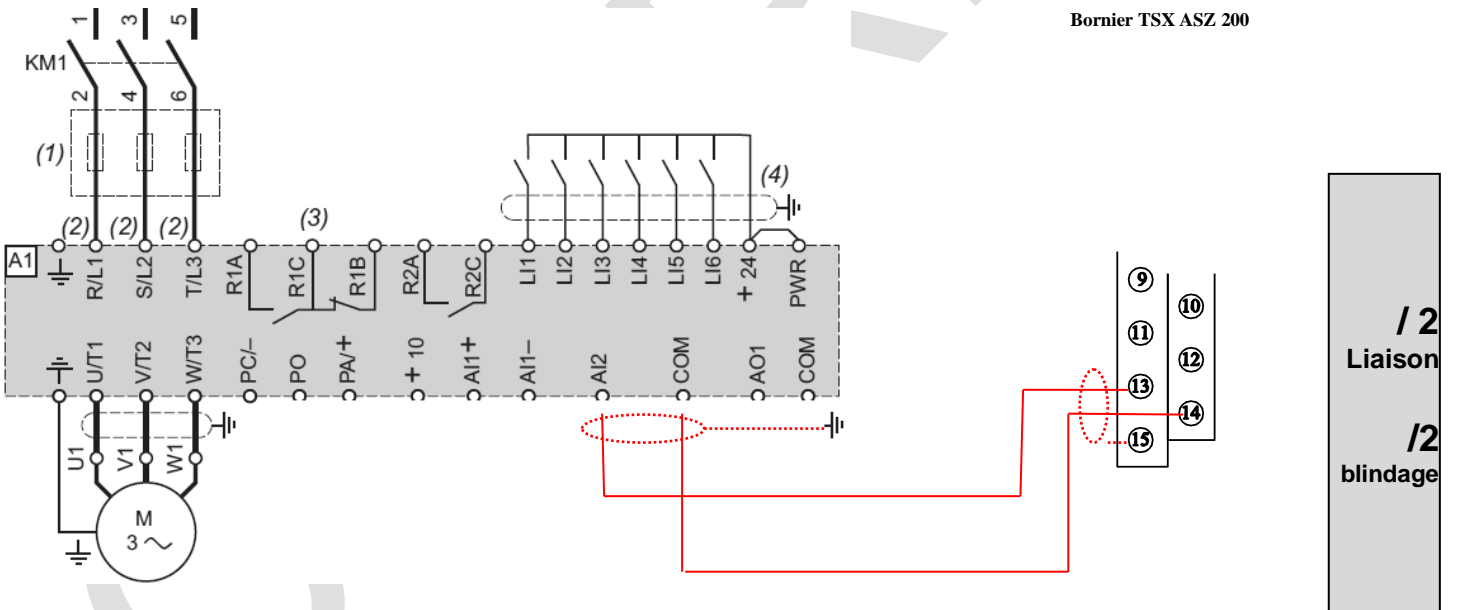 Bornier TSX ASZ 200
1 3 5
KM1
2 4 6
(1)
(4)
(2) (2) (2) (3)
A1
R/L1 S/L2 T/L3 R1A R1C R1B R2A R2C LI1 LI2 LI3 LI4 LI5 LI6 + 24 PWR
U/T1 V/T2 W/T3 PC/– PO PA/+ + 10 AI1+ AI1– AI2 COM AO1 COM
U1 V1 W1
M
3
9
10
11
12
13
14
15
/ 2
Liaison
/2
blindage